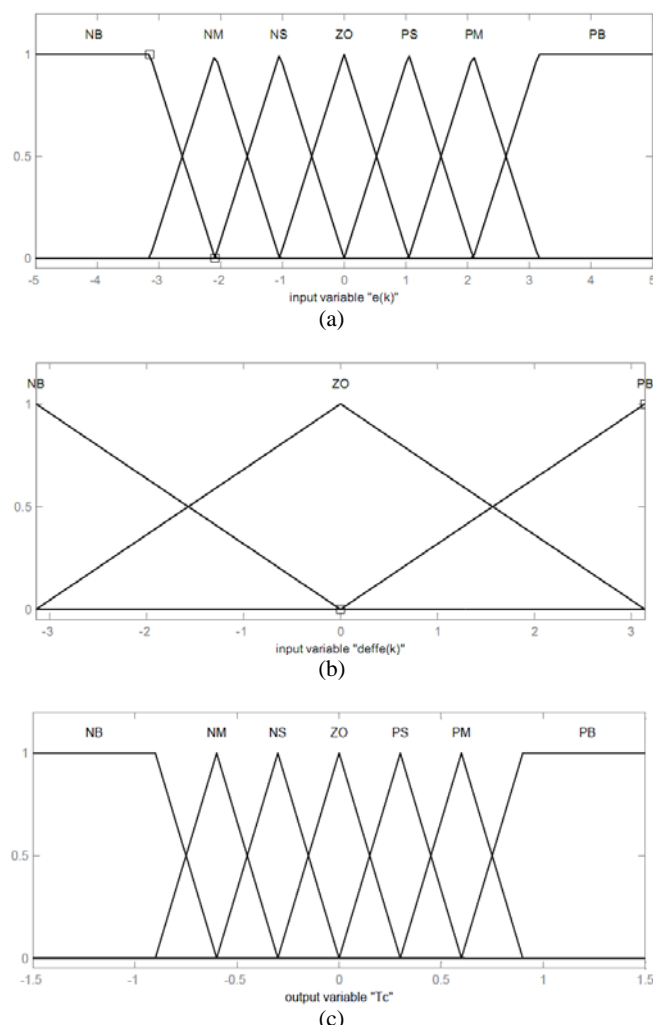 NB NM NS ZO PS PM PB
1
0.5
0
-5 -4 -3 -2 -1 0 1 2 3 4 5
input variable "e(k)"
(a)
NB ZO PB
1
0.5
0
-3 -2 -1 0 1 2 3
input variable "deffe(k)"
(b)
NB NM NS ZO PS PM PB
1
0.5
0
-1.5 -1 -0.5 0 0.5 1 1.5
output variable "Tc"
(c)